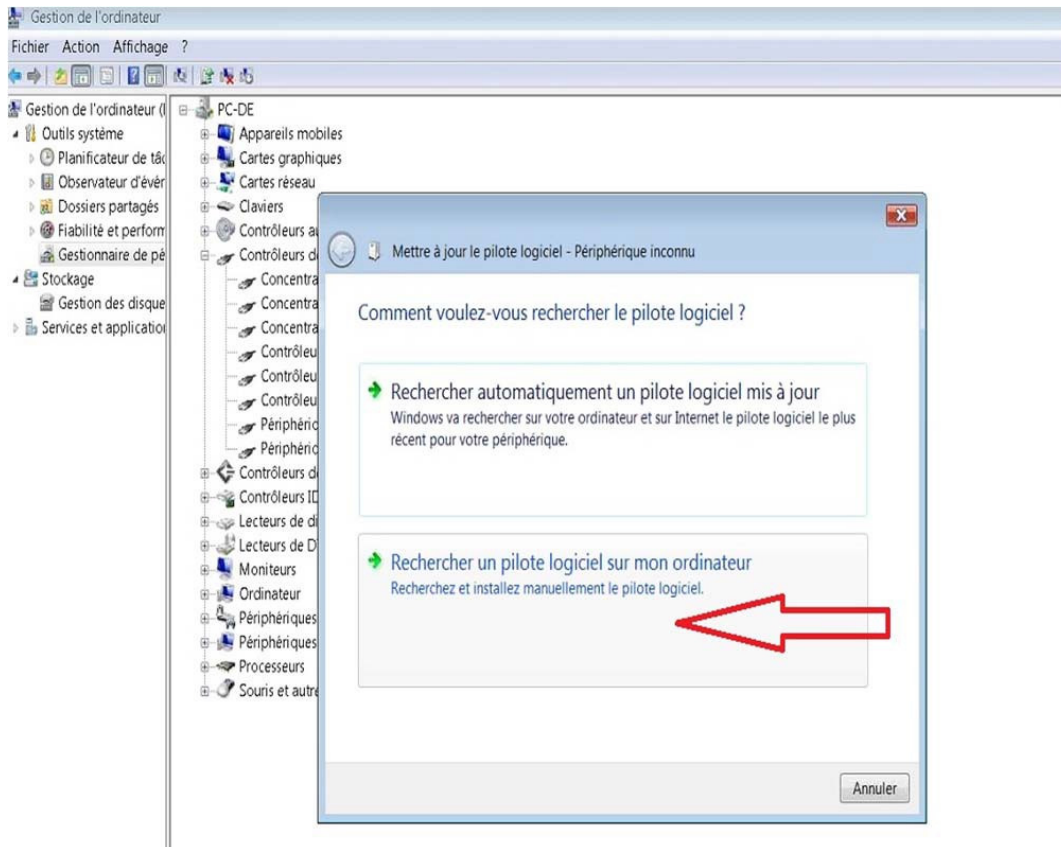 Gestion de l'ordinateur
Fichier Action Affichage ?
Gestion de l'ordinateur (l
Outils système
Planificateur de tâc
Observateur d'évér
Dossiers partagés
Fiabilité et perform
Gestionnaire de pé
Stockage
Gestion des disque
Services et application
PC-DE
Appareils mobiles
Cartes graphiques
Cartes réseau
Claviers
Contrôleurs au
Contrôleurs de
Concentra
Concentra
Concentra
Contrôleu
Contrôleu
Contrôleu
Périphéric
Périphéric
Contrôleurs de
Contrôleurs ID
Lecteurs de di
Lecteurs de D
Moniteurs
Ordinateur
Périphériques
Périphériques
Processeurs
Souris et autre
Mettre à jour le pilote logiciel - Périphérique inconnu
Comment voulez-vous rechercher le pilote logiciel ?
Rechercher automatiquement un pilote logiciel mis à jour
Windows va rechercher sur votre ordinateur et sur Internet le pilote logiciel le plus
récent pour votre périphérique.
Rechercher un pilote logiciel sur mon ordinateur
Recherchez et installez manuellement le pilote logiciel.
Annuler